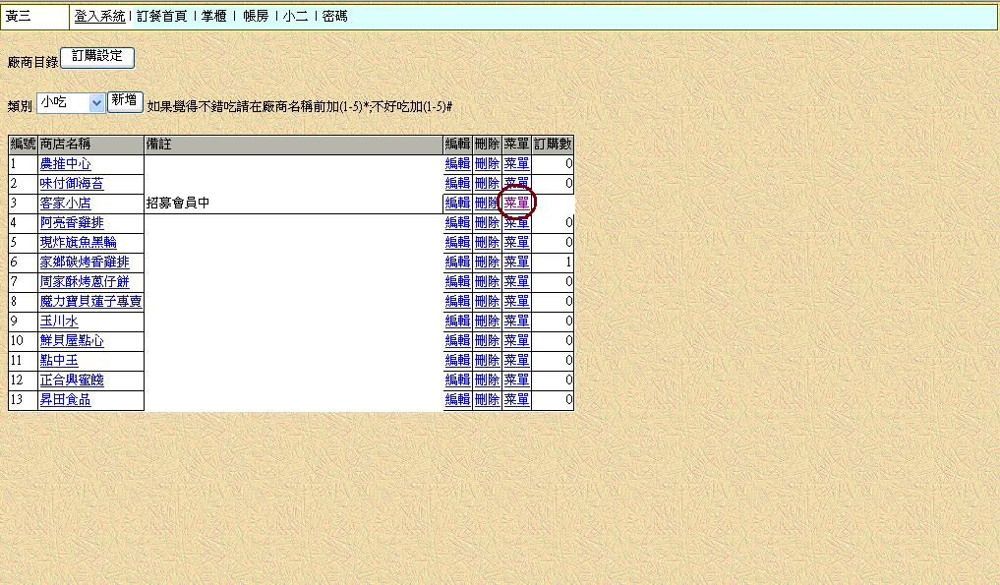 黃三 登入系統 | 訂餐首頁 | 掌櫃 | 帳房 | 小二 | 密碼
廠商目錄 訂購設定
類別 小吃 新增 如果覺得不錯吃請在廠商名稱前加(1-5)*;不好吃加(1-5)#
編號 商店名稱 備註 編輯 刪除 菜單 訂購數
1 農推中心 編輯 刪除 菜單 0
2 味付御海苔 編輯 刪除 菜單 0
3 客家小店 招募會員中 編輯 刪除 菜單
4 阿亮香雞排 編輯 刪除 菜單 0
5 現炸旗魚黑輪 編輯 刪除 菜單 0
6 家鄉碳烤香雞排 編輯 刪除 菜單 1
7 周家酥烤蔥仔餅 編輯 刪除 菜單 0
8 魔力寶貝蓮子專賣 編輯 刪除 菜單 0
9 玉川水 編輯 刪除 菜單 0
10 鮮貝屋點心 編輯 刪除 菜單 0
11 點中王 編輯 刪除 菜單 0
12 正合興蜜餞 編輯 刪除 菜單 0
13 昇田食品 編輯 刪除 菜單 0